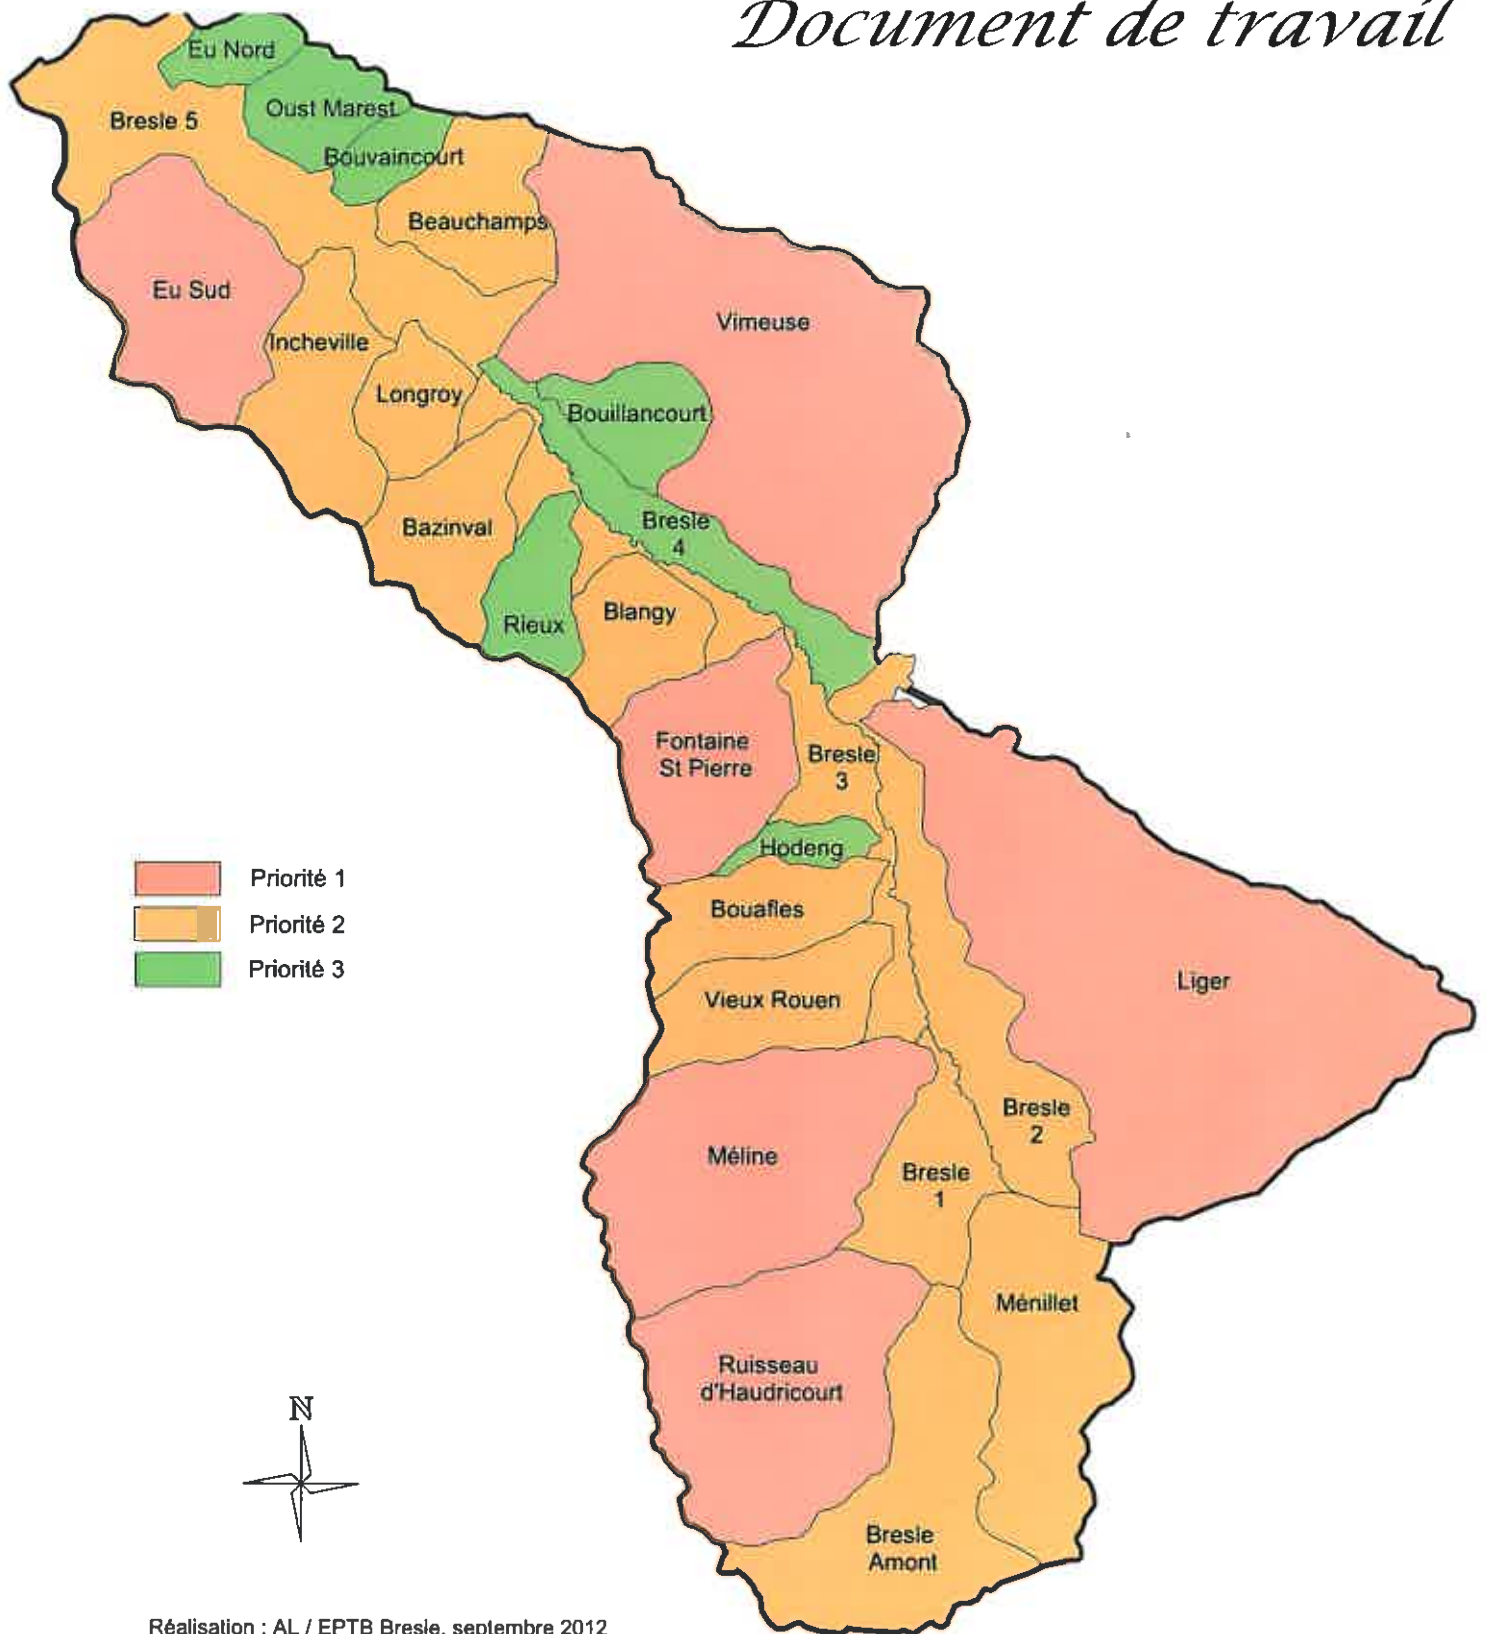 Document de travail
Eu Nord
Oust Marest
Bresle 5
Bouvaincourt
Beauchamps
Eu Sud
Vimeuse
Incheville
Longroy
Bouillancourt
Bresle
4
Bazinval
Blangy
Rieux
Fontaine
St Pierre
Bresle
3
Hodeng
Priorité 1
Bouafles
Priorité 2
Priorité 3
Liger
Vieux Rouen
Bresle
2
Méline
Bresle
1
Ménillet
Ruisseau
d'Haudricourt
N
Bresle
Amont
Réalisation : AL / EPTB Bresle, septembre 2012